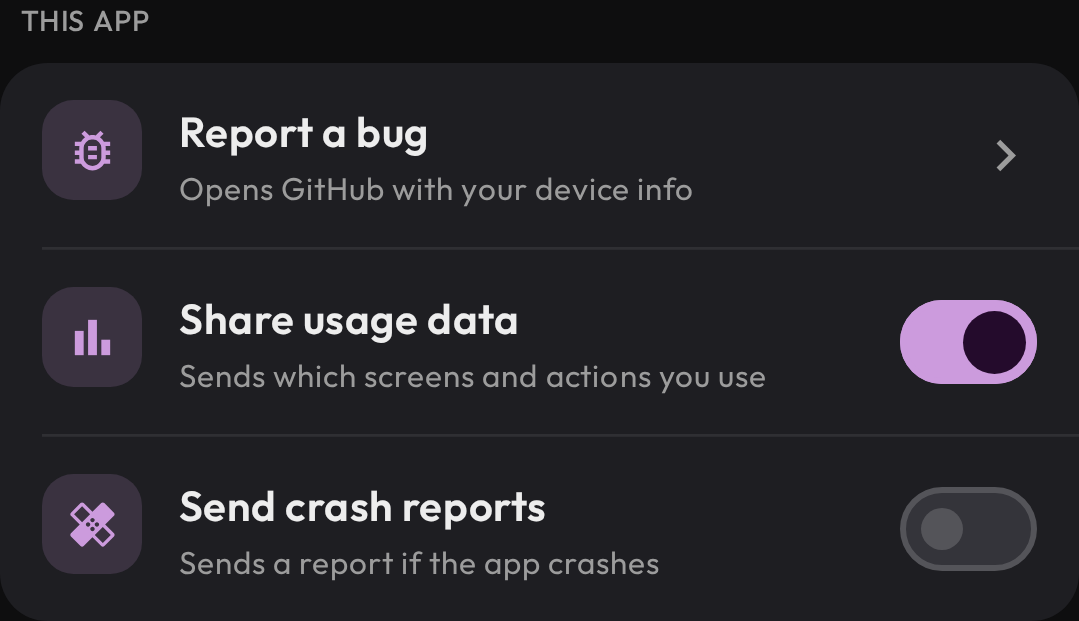 THIS APP
Report a bug
Opens GitHub with your device info
Share usage data
Sends which screens and actions you use
Send crash reports
Sends a report if the app crashes